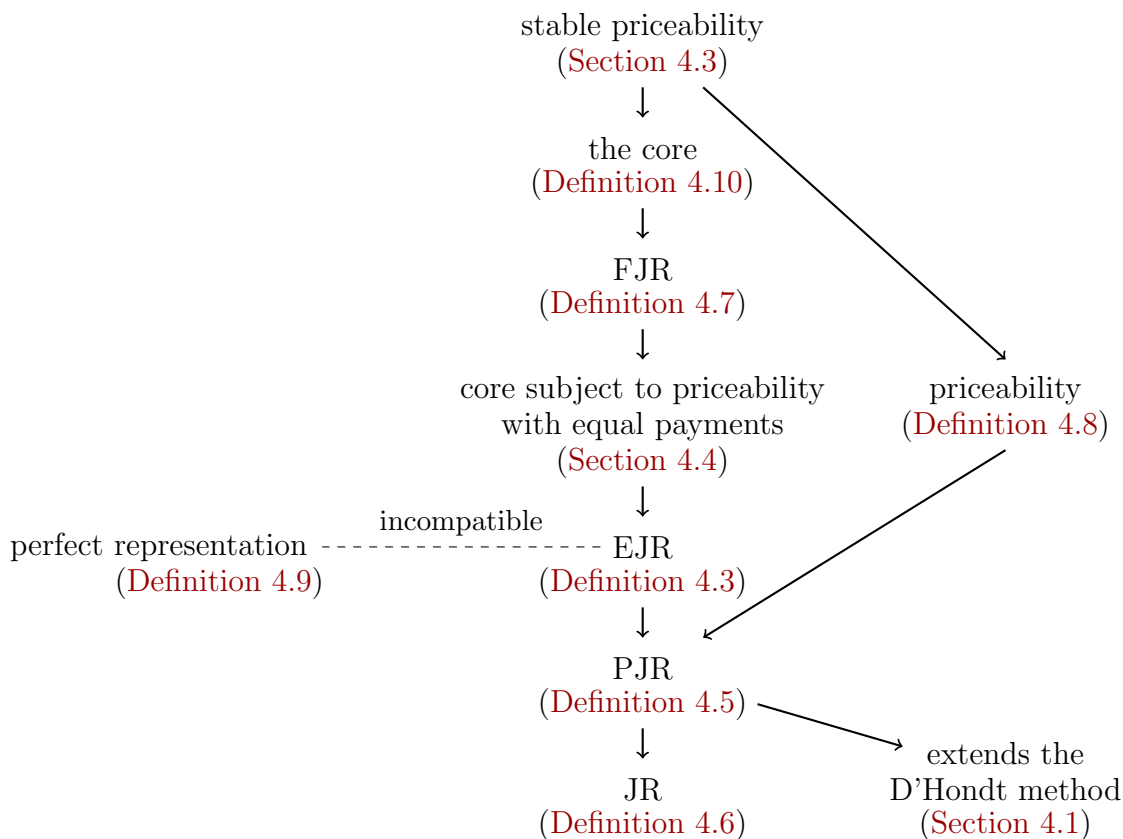 stable priceability
(Section 4.3)
the core
(Definition 4.10)
FJR
(Definition 4.7)
core subject to priceability
with equal payments
(Section 4.4)
priceability
(Definition 4.8)
incompatible
perfect representation
(Definition 4.9)
EJR
(Definition 4.3)
PJR
(Definition 4.5)
JR
(Definition 4.6)
extends the
D'Hondt method
(Section 4.1)